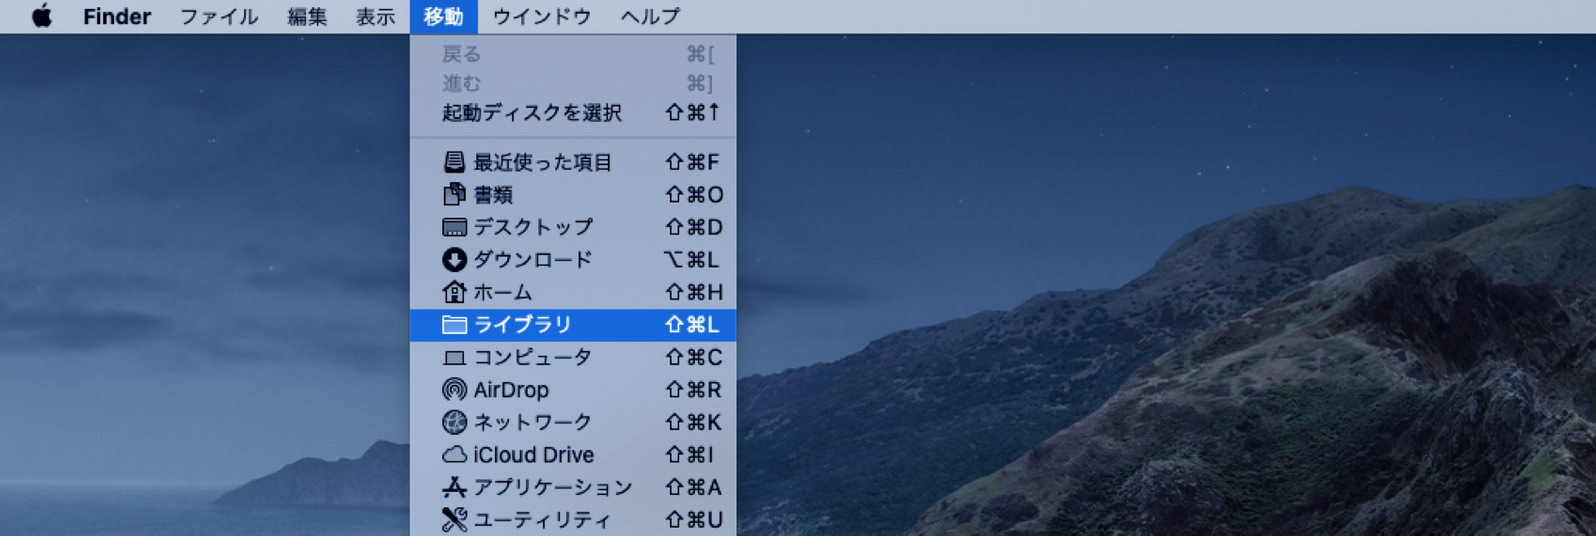 Finder ファイル 編集 表示 移動 ウインドウ ヘルプ
戻る ⌘[
進む ⌘]
起動ディスクを選択 ⇧⌘↑
最近使った項目 ⇧⌘F
書類 ⇧⌘O
デスクトップ ⇧⌘D
ダウンロード ⌥⌘L
ホーム ⇧⌘H
ライブラリ ⇧⌘L
コンピュータ ⇧⌘C
AirDrop ⇧⌘R
ネットワーク ⇧⌘K
iCloud Drive ⇧⌘I
アプリケーション ⇧⌘A
ユーティリティ ⇧⌘U